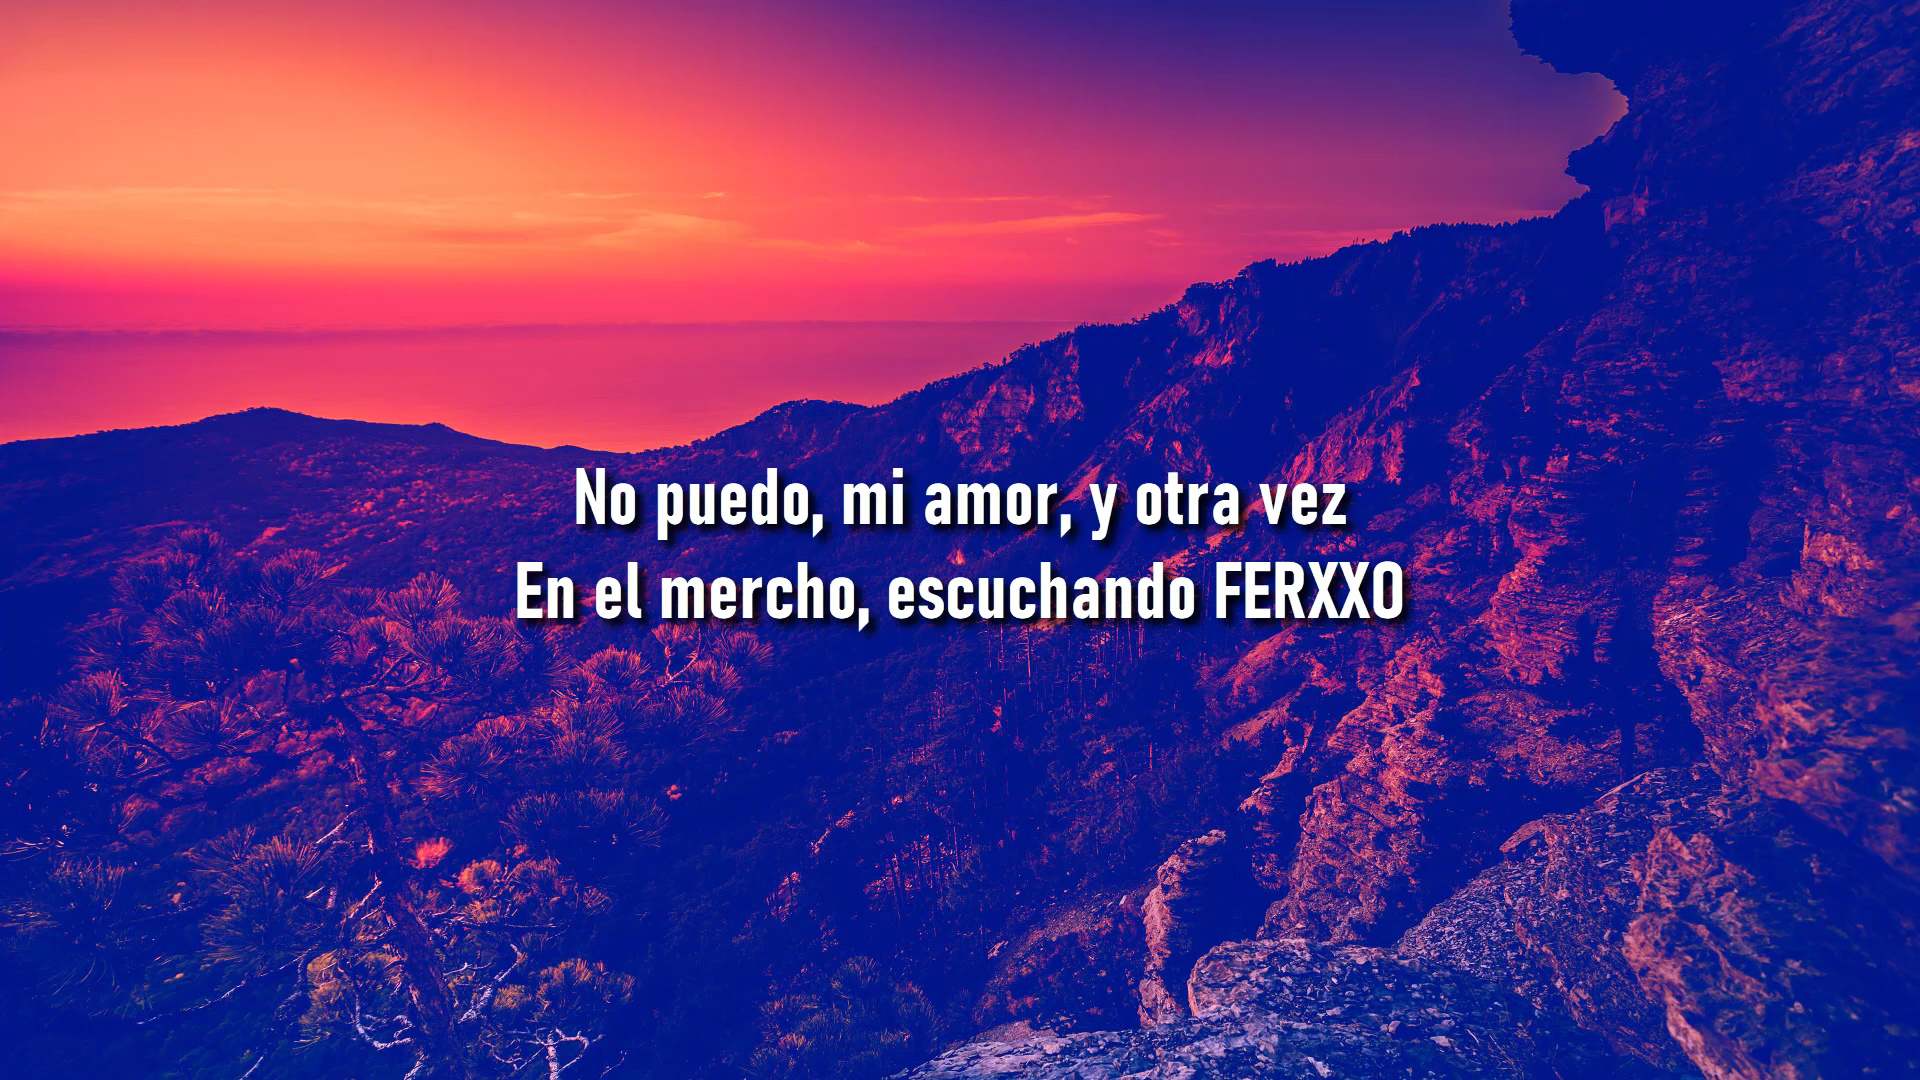 No puedo, mi amor, y otra vez
En el mercho, escuchando FERXXO